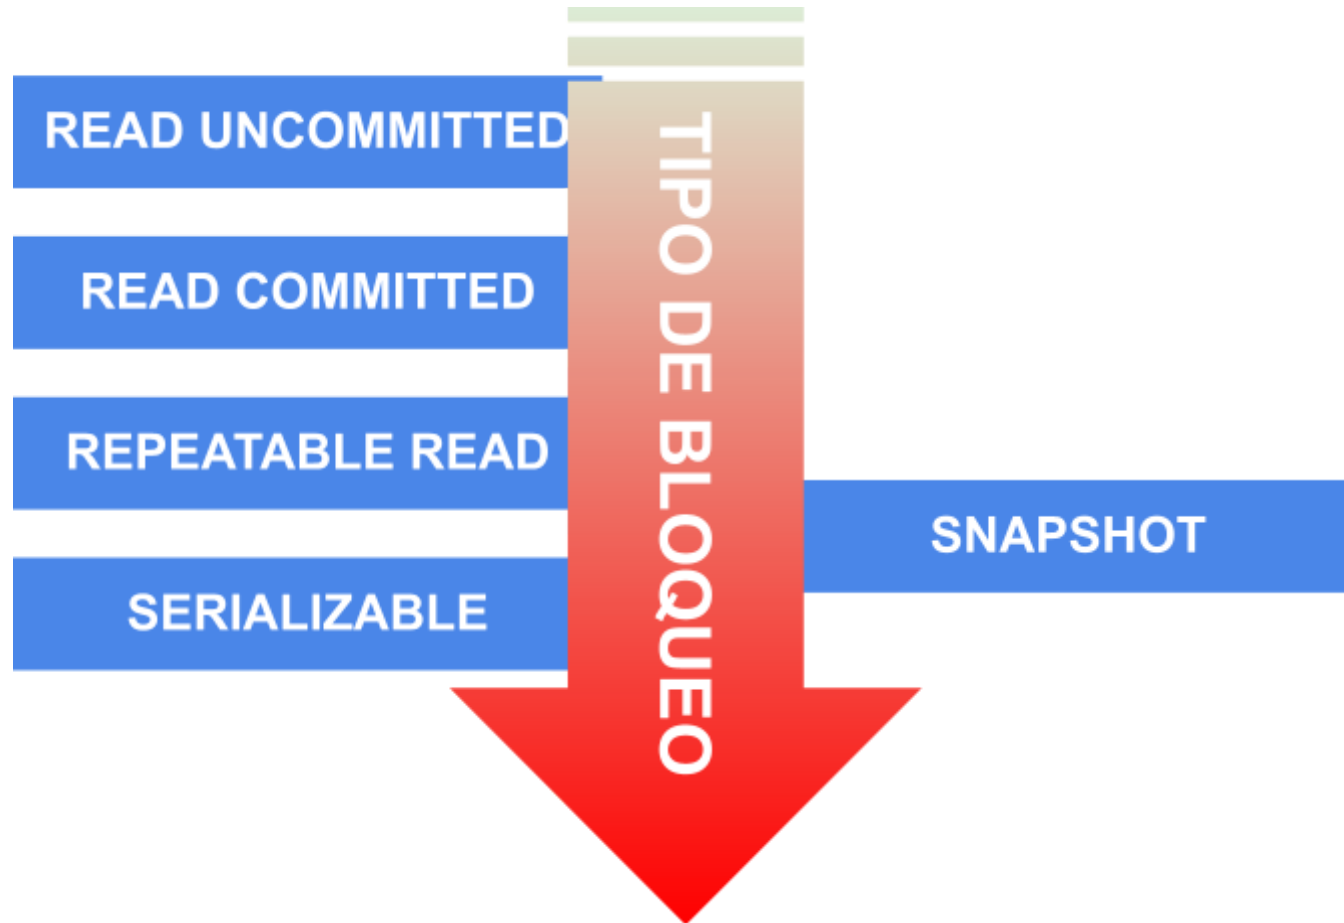 READ UNCOMMITTED
READ COMMITTED
REPEATABLE READ
SERIALIZABLE
TIPO DE BLOQUEO
SNAPSHOT